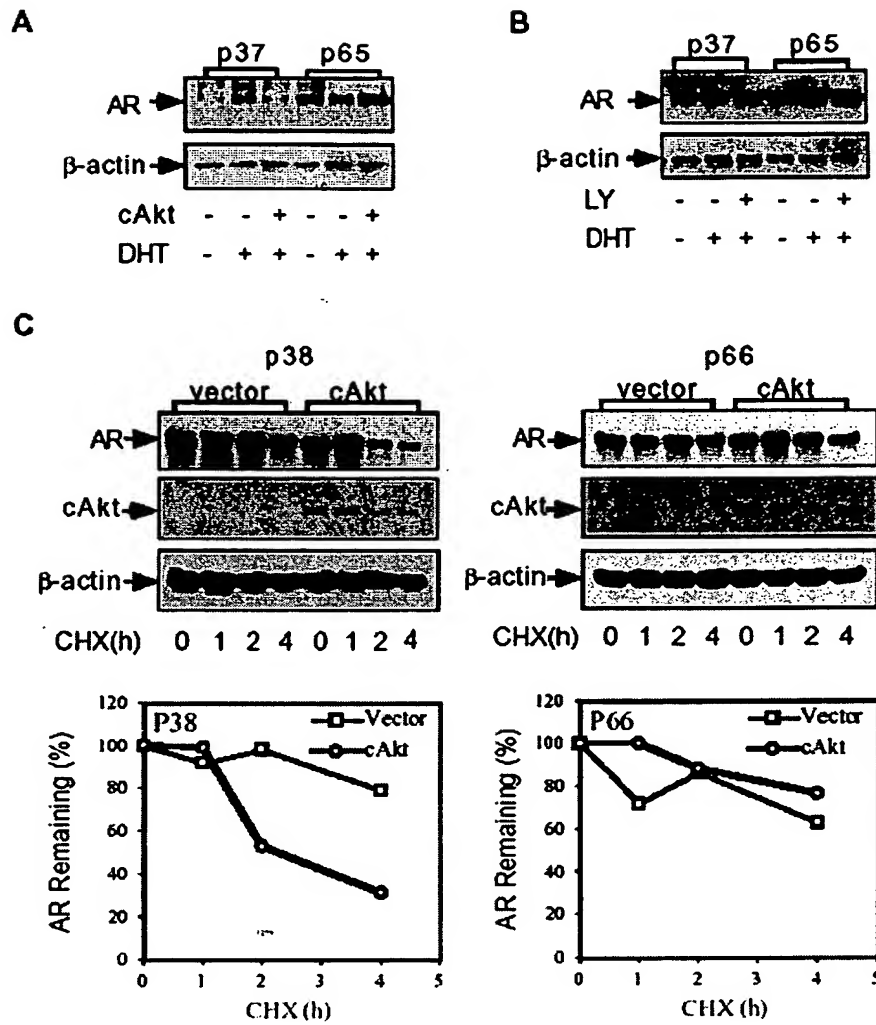 A
p37 p65
AR
β-actin
cAkt - - + - - +
DHT - + + - + +
B
p37 p65
AR
β-actin
LY - - + - - +
DHT - + + - + +
C
p38
vector cAkt
AR
cAkt
β-actin
CHX(h) 0 1 2 4 0 1 2 4
p66
vector cAkt
AR
cAkt
β-actin
CHX(h) 0 1 2 4 0 1 2 4
P38
Vector
cAkt
AR Remaining (%)
120
100
80
60
40
20
0
0 1 2 3 4 5
CHX (h)
P66
Vector
cAkt
AR Remaining (%)
120
100
80
60
40
20
0
0 1 2 3 4 5
CHX (h)